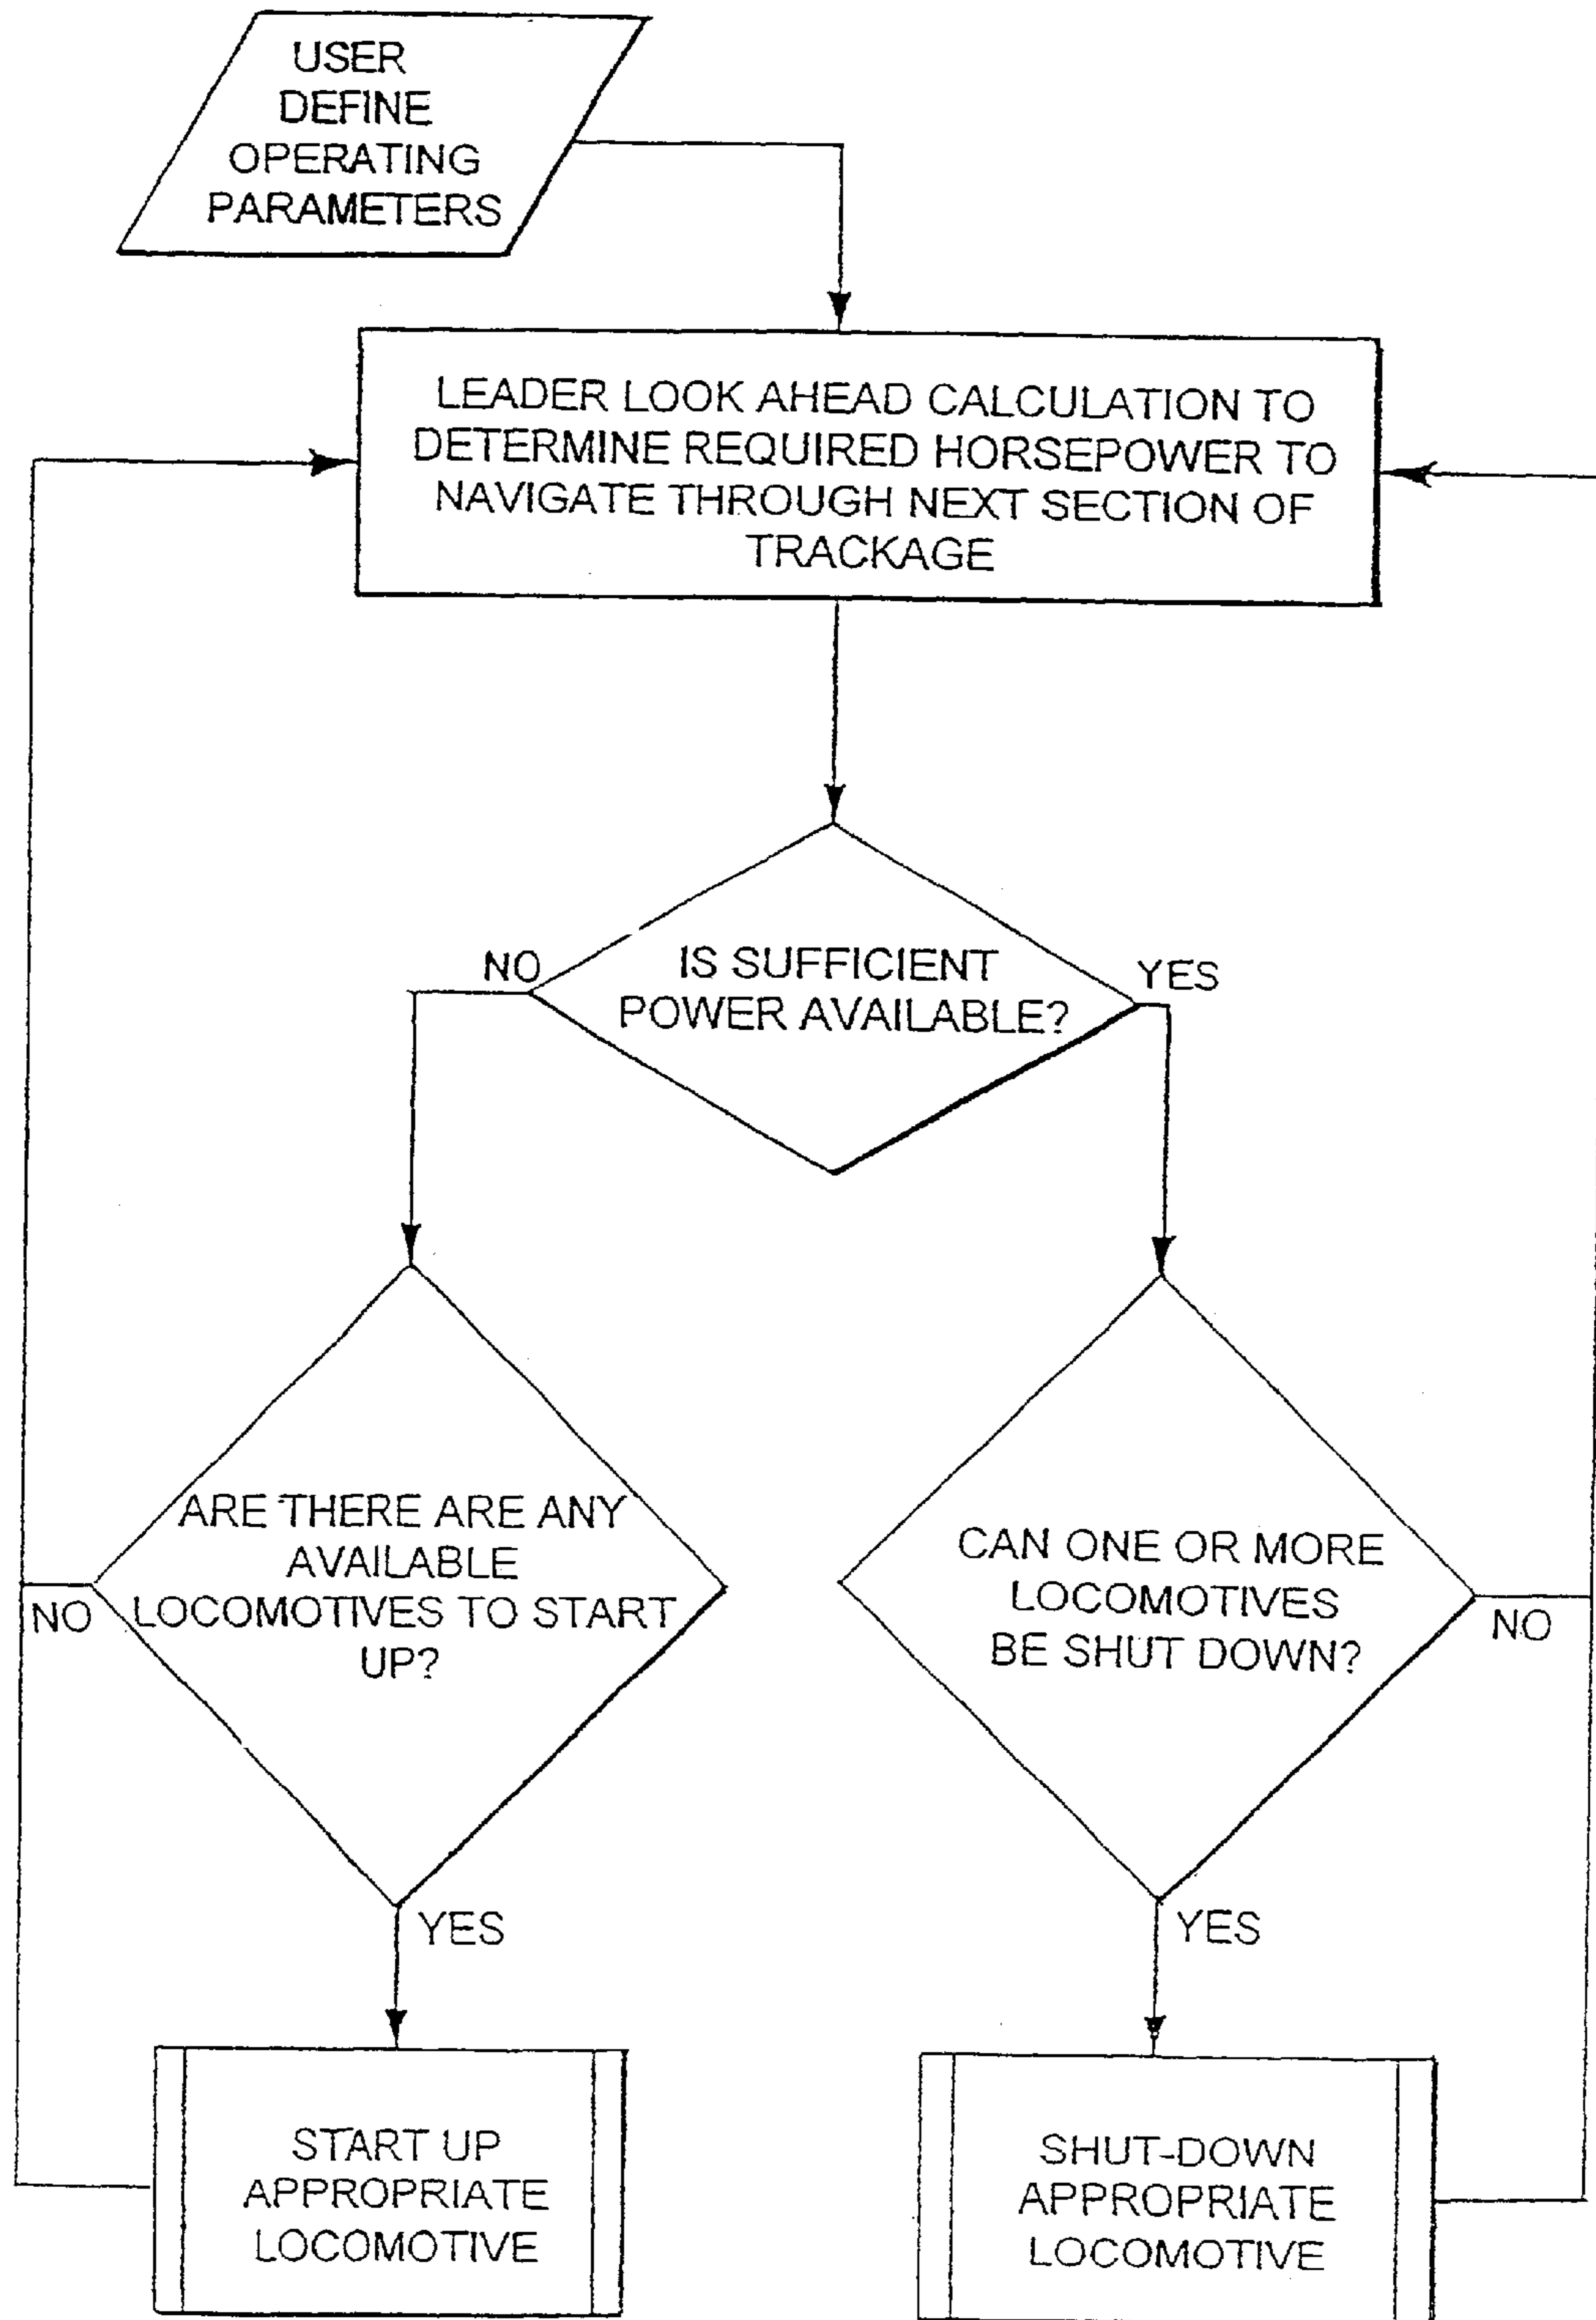 USER
DEFINE
OPERATING
PARAMETERS
LEADER LOOK AHEAD CALCULATION TO
DETERMINE REQUIRED HORSEPOWER TO
NAVIGATE THROUGH NEXT SECTION OF
TRACKAGE
NO
IS SUFFICIENT
POWER AVAILABLE?
YES
ARE THERE ARE ANY
AVAILABLE
LOCOMOTIVES TO START
UP?
NO
CAN ONE OR MORE
LOCOMOTIVES
BE SHUT DOWN?
NO
YES
YES
START UP
APPROPRIATE
LOCOMOTIVE
SHUT-DOWN
APPROPRIATE
LOCOMOTIVE